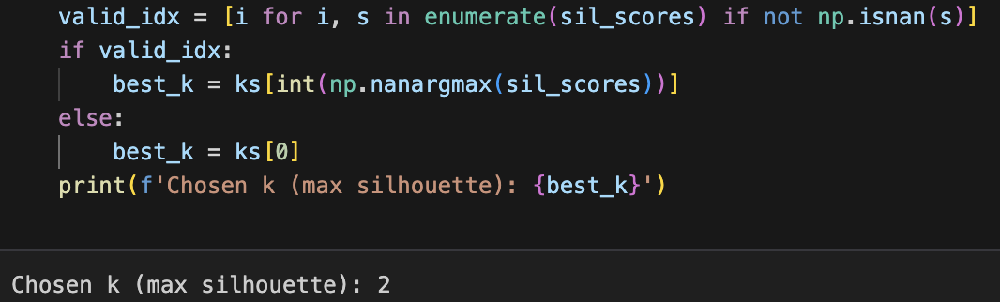 valid_idx = [i for i, s in enumerate(sil_scores) if not np.isnan(s)]
if valid_idx:
    best_k = ks[int(np.nanargmax(sil_scores))]
else:
    best_k = ks[0]
print(f'Chosen k (max silhouette): {best_k}')
Chosen k (max silhouette): 2